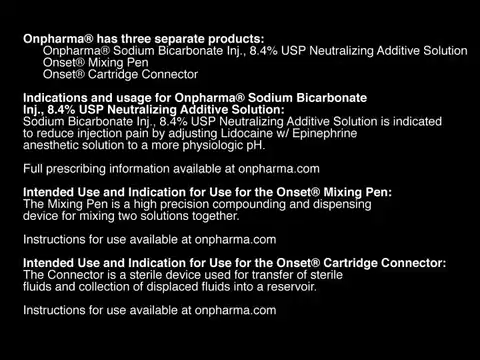 Onpharma® has three separate products:
Onpharma® Sodium Bicarbonate Inj., 8.4% USP Neutralizing Additive Solution
Onset® Mixing Pen
Onset® Cartridge Connector
Indications and usage for Onpharma® Sodium Bicarbonate
Inj., 8.4% USP Neutralizing Additive Solution:
Sodium Bicarbonate Inj., 8.4% USP Neutralizing Additive Solution is indicated
to reduce injection pain by adjusting Lidocaine w/ Epinephrine
anesthetic solution to a more physiologic pH.
Full prescribing information available at onpharma.com
Intended Use and Indication for Use for the Onset® Mixing Pen:
The Mixing Pen is a high precision compounding and dispensing
device for mixing two solutions together.
Instructions for use available at onpharma.com
Intended Use and Indication for Use for the Onset® Cartridge Connector:
The Connector is a sterile device used for transfer of sterile
fluids and collection of displaced fluids into a reservoir.
Instructions for use available at onpharma.com